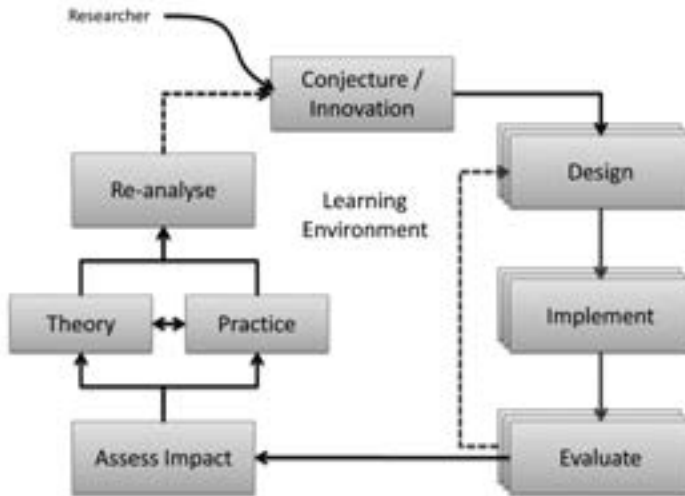 Researcher
Conjecture /
Innovation
Design
Re-analyse
Learning
Environment
Theory
Practice
Implement
Assess Impact
Evaluate